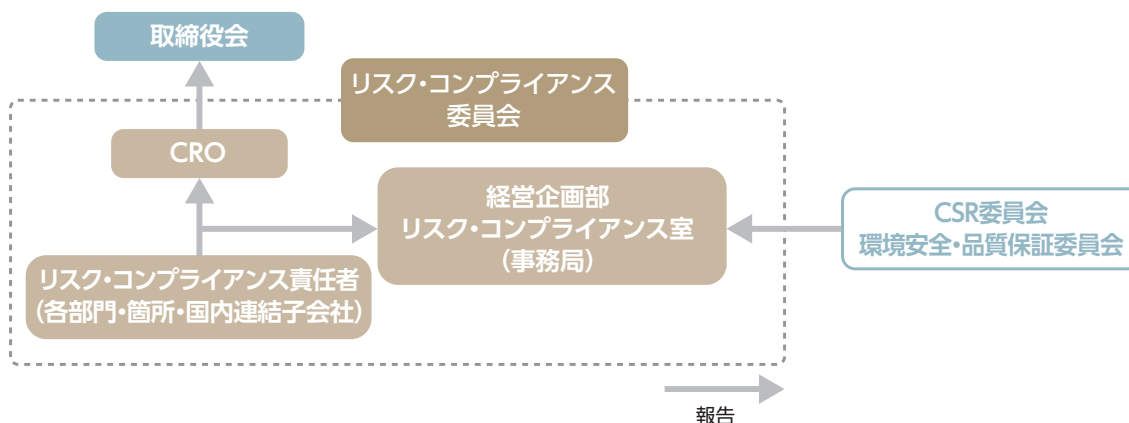 取締役会
リスク・コンプライアンス
委員会
CRO
経営企画部
リスク・コンプライアンス室
（事務局）
CSR委員会
環境安全・品質保証委員会
リスク・コンプライアンス責任者
（各部門・箇所・国内連結子会社）
報告